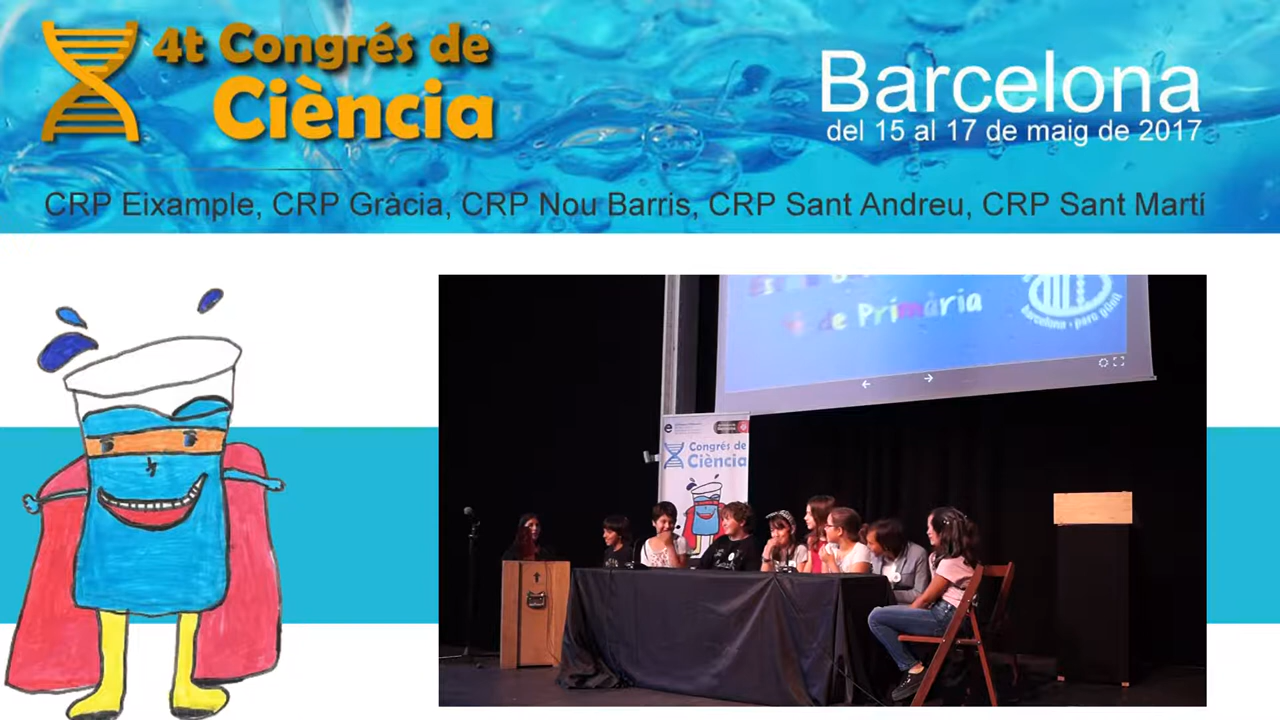 4t Congrés de
Ciència
Barcelona
del 15 al 17 de maig de 2017
CRP Eixample, CRP Gràcia, CRP Nou Barris, CRP Sant Andreu, CRP Sant Martí
de Primària
Congrés de
Ciència